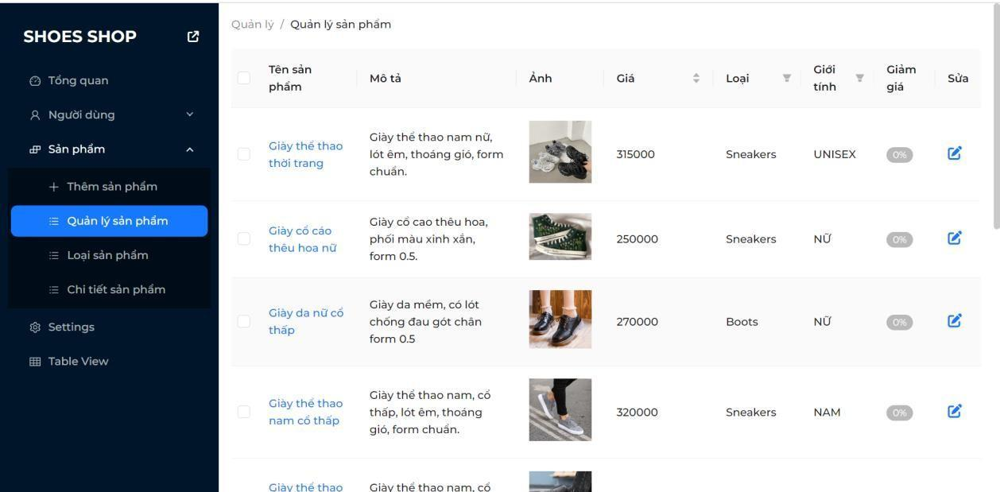 SHOES SHOP
Tổng quan
Người dùng
Sản phẩm
Thêm sản phẩm
Quản lý sản phẩm
Loại sản phẩm
Chi tiết sản phẩm
Settings
Table View
Quản lý / Quản lý sản phẩm
Tên sản
phẩm
Mô tả
Ảnh
Giá
Loại
Giới
tính
Giảm
giá
Sửa
Giày thể thao
thời trang
Giày thể thao nam nữ,
lót êm, thoáng gió, form
chuẩn.
315000
Sneakers
UNISEX
0%
Giày cổ cáo
thêu hoa nữ
Giày cổ cao thêu hoa,
phối màu xinh xắn,
form 0.5.
250000
Sneakers
NỮ
0%
Giày da nữ cổ
thấp
Giày da mềm, có lót
chống đau gót chân
form 0.5
270000
Boots
NỮ
0%
Giày thể thao
nam cổ thấp
Giày thể thao nam, cổ
thấp, lót êm, thoáng
gió, form chuẩn.
320000
Sneakers
NAM
0%
Giày thể thao
Giày thể thao nam, cổ